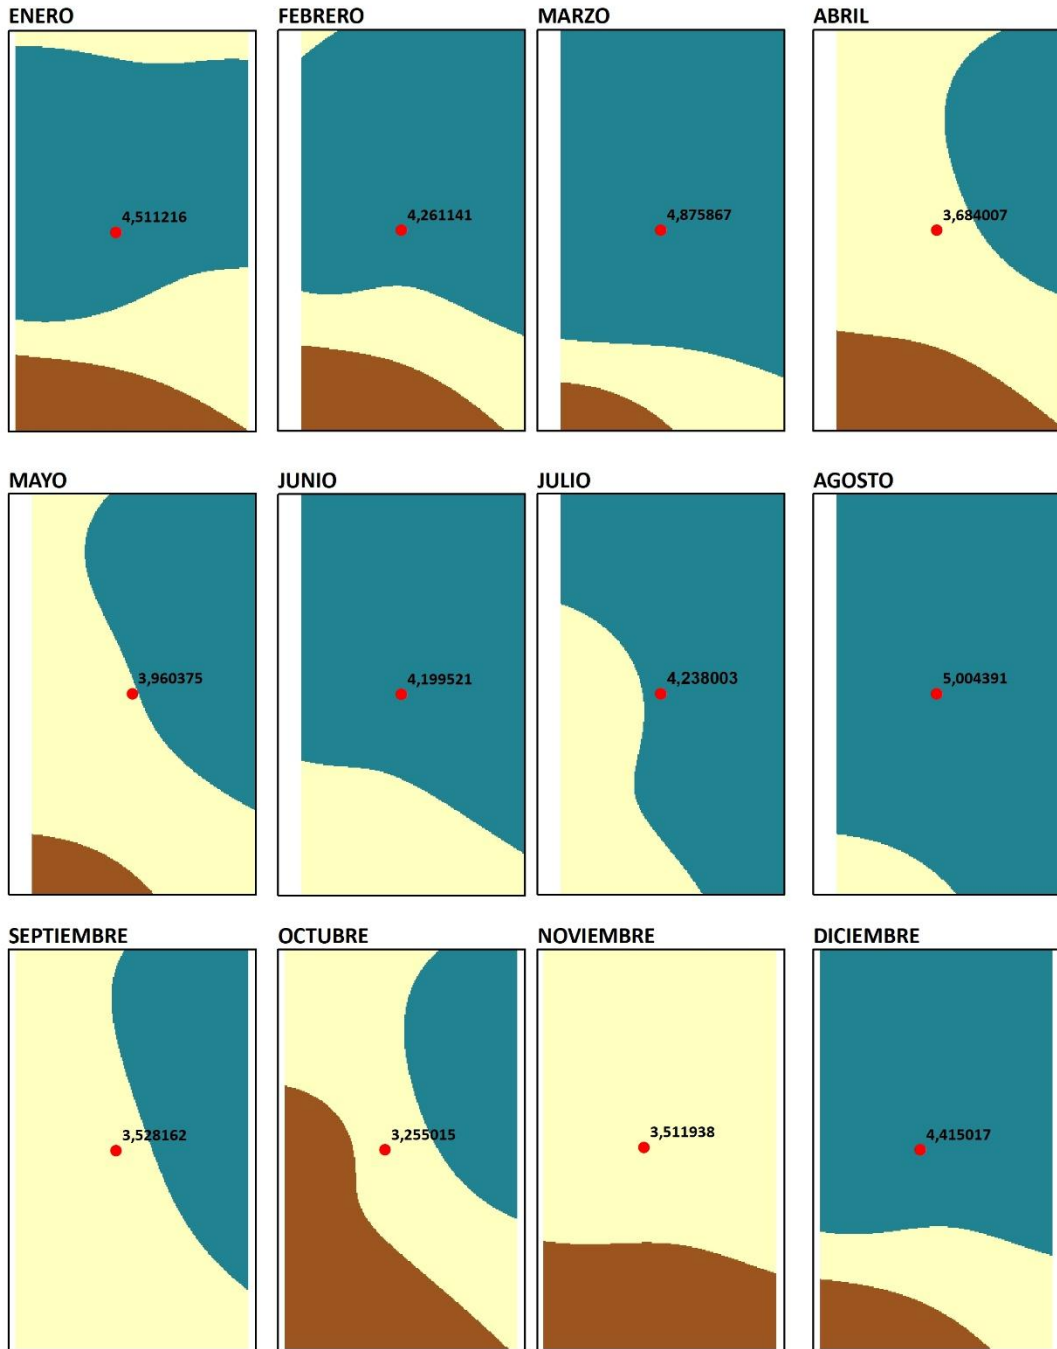 ENERO
FEBRERO
MARZO
ABRIL
4,511216
4,261141
4,875867
3,684007
MAYO
JUNIO
JULIO
AGOSTO
3,960375
4,199521
4,238003
5,004391
SEPTIEMBRE
OCTUBRE
NOVIEMBRE
DICIEMBRE
3,528162
3,255015
3,511938
4,415017